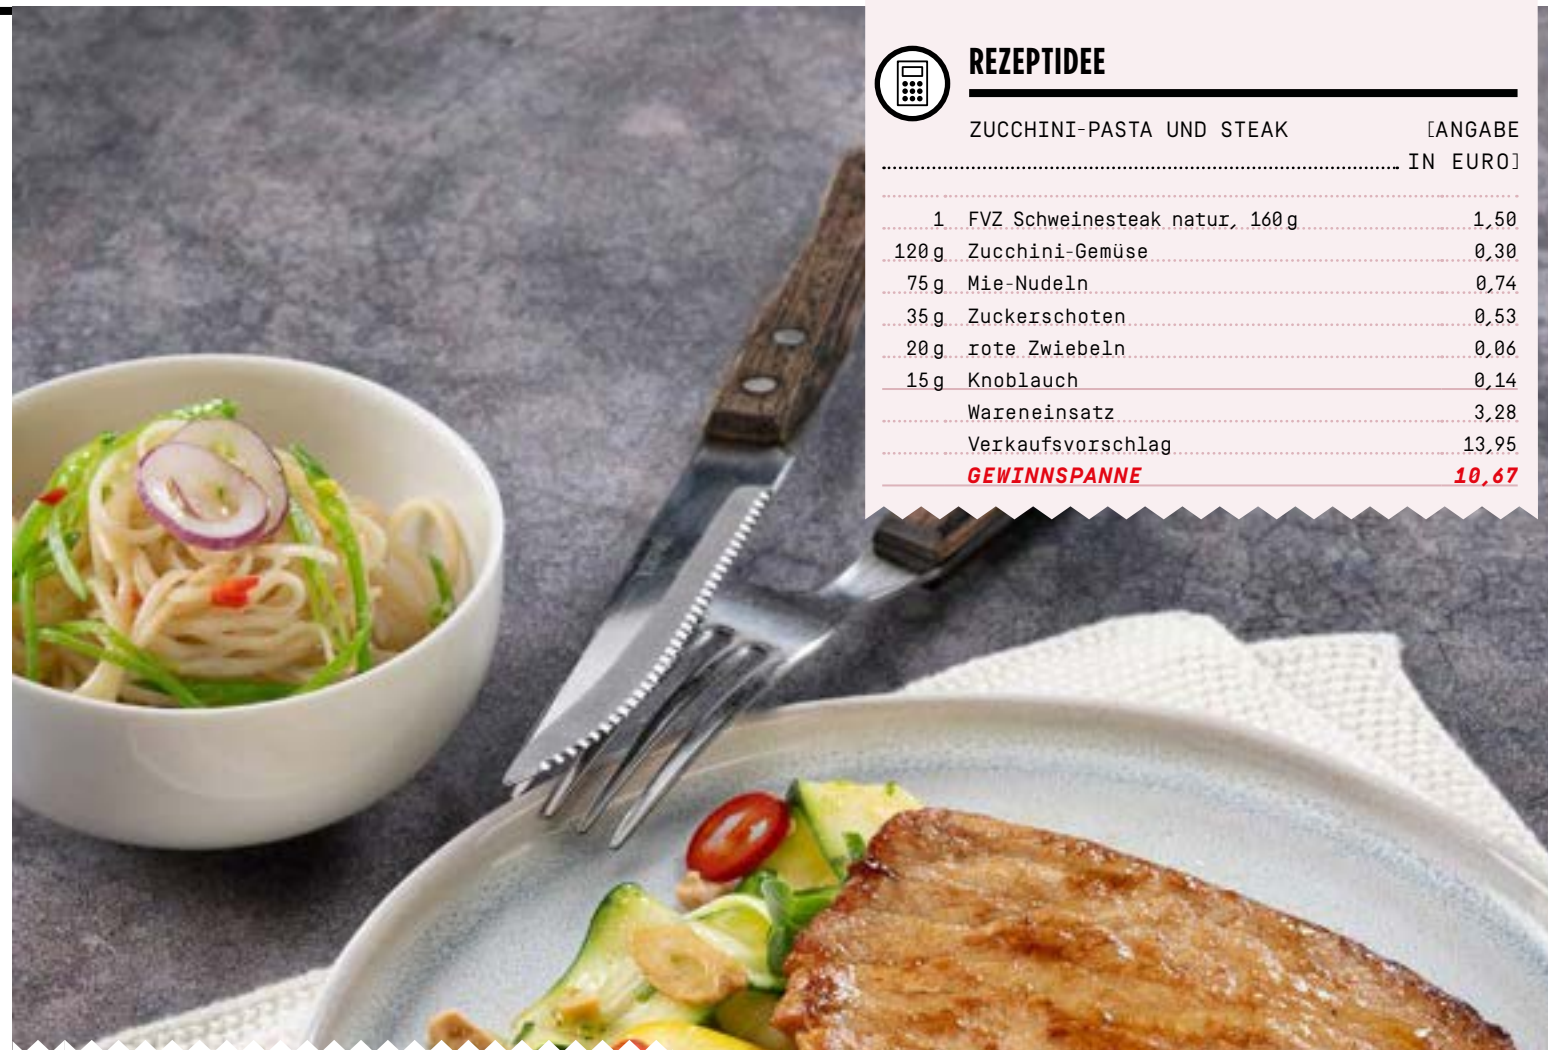 REZEPTIDEE
ZUCCHINI-PASTA UND STEAK [ANGABE
IN EURO]
1 FVZ Schweinesteak natur, 160 g 1,50
120 g Zucchini-Gemüse 0,30
75 g Mie-Nudeln 0,74
35 g Zuckerschoten 0,53
20 g rote Zwiebeln 0,06
15 g Knoblauch 0,14
Wareneinsatz 3,28
Verkaufsvorschlag 13,95
GEWINNSPANNE 10,67